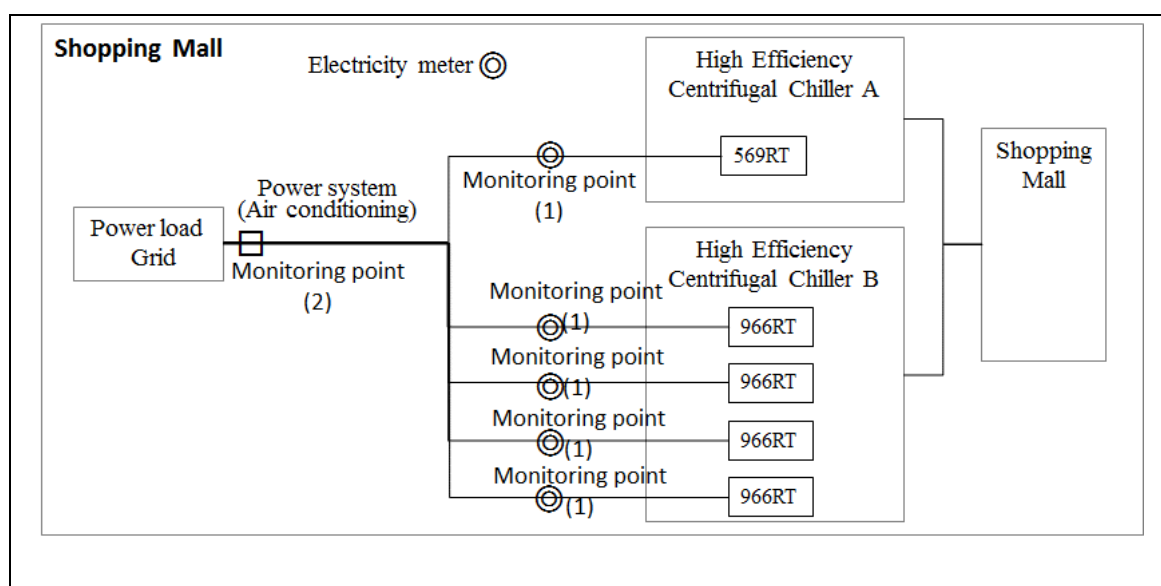 Shopping Mall
Electricity meter
High Efficiency
Centrifugal Chiller A
569RT
Monitoring point
(1)
Shopping
Mall
Power system
(Air conditioning)
Power load
Grid
Monitoring point
(2)
High Efficiency
Centrifugal Chiller B
Monitoring point
(1)
966RT
Monitoring point
(1)
966RT
Monitoring point
(1)
966RT
Monitoring point
(1)
966RT